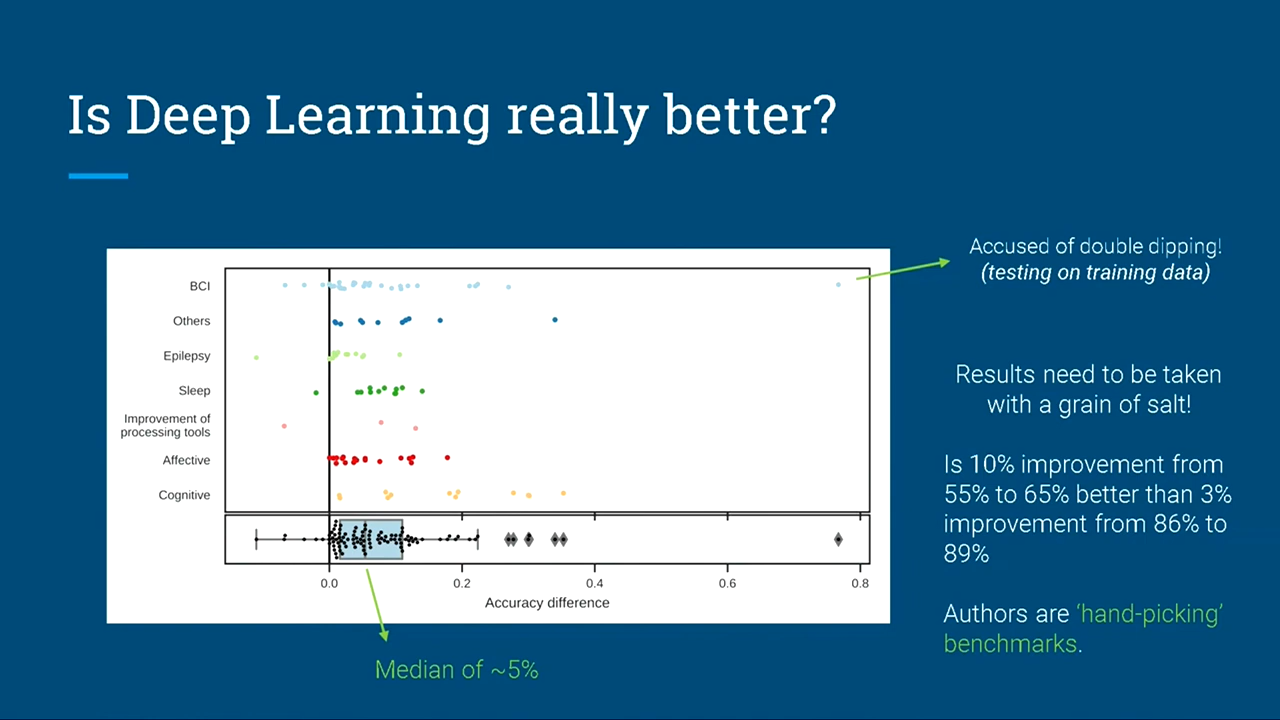 Is Deep Learning really better?
BCI
Others
Epilepsy
Sleep
Improvement of
processing tools
Affective
Cognitive
0.0
0.2
0.4
0.6
0.8
Accuracy difference
Median of ~5%
Accused of double dipping!
(testing on training data)
Results need to be taken
with a grain of salt!
Is 10% improvement from
55% to 65% better than 3%
improvement from 86% to
89%
Authors are ‘hand-picking’
benchmarks.